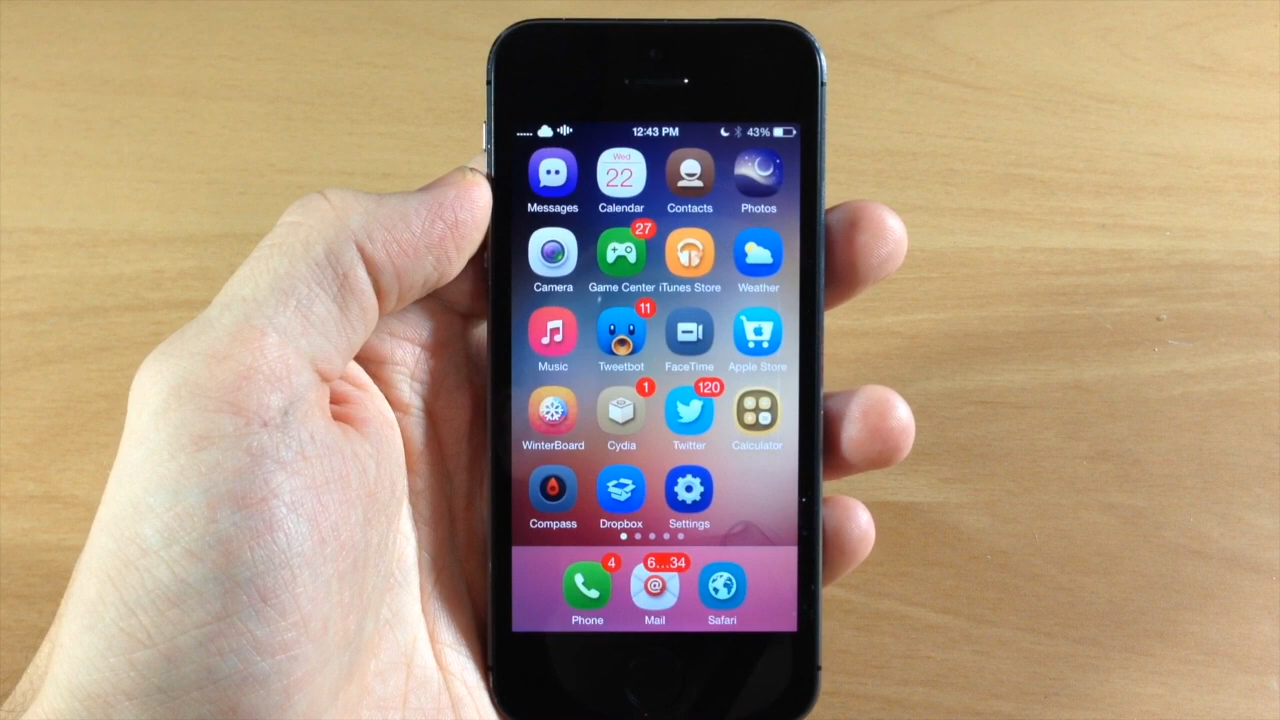 12:43 PM 43%
Wed
22
Messages Calendar Contacts Photos
27
Camera Game Center iTunes Store Weather
11
Music Tweetbot FaceTime Apple Store
1 120
WinterBoard Cydia Twitter Calculator
Compass Dropbox Settings
4 6...34
@
Phone Mail Safari